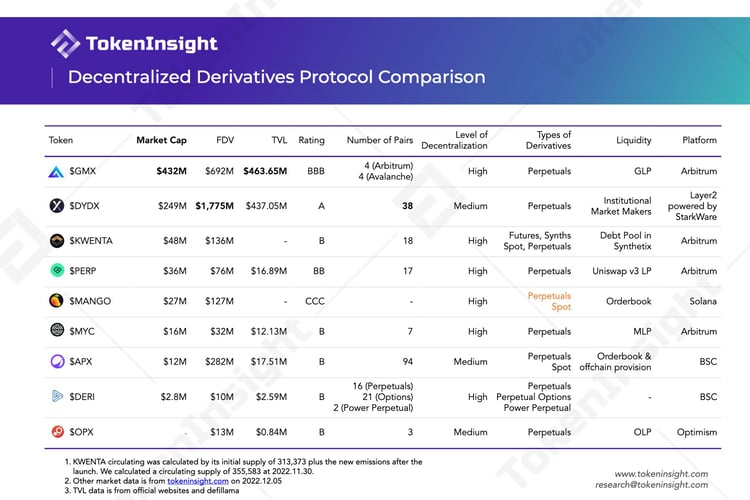 TokenInsight
Decentralized Derivatives Protocol Comparison
Token Market Cap FDV TVL Rating Number of Pairs Level of Decentralization Types of Derivatives Liquidity Platform
$GMX $432M $692M $463.65M BBB 4 (Arbitrum) 4 (Avalanche) High Perpetuals GLP Arbitrum
$DYDX $249M $1,775M $437.05M A 38 Medium Perpetuals Institutional Market Makers Layer2 powered by StarkWare
$KWENTA $48M $136M - B 18 High Futures, Synths Spot, Perpetuals Debt Pool in Synthetix Arbitrum
$PERP $36M $76M $16.89M BB 17 High Perpetuals Uniswap v3 LP Arbitrum
$MANGO $27M $127M - CCC - High Perpetuals Spot Orderbook Solana
$MYC $16M $32M $12.13M B 7 High Perpetuals MLP Arbitrum
$APX $12M $282M $17.51M B 94 Medium Perpetuals Spot Orderbook & offchain provision BSC
$DERI $2.8M $10M $2.59M B 16 (Perpetuals) 21 (Options) 2 (Power Perpetual) High Perpetuals Perpetual Options Power Perpetual - BSC
$OPX - $13M $0.84M B 3 Medium Perpetuals OLP Optimism
1. KWENTA circulating was calculated by its initial supply of 313,373 plus the new emissions after the
launch. We calculated a circulating supply of 355,583 at 2022.11.30.
2. Other market data is from tokeninsight.com on 2022.12.05
3. TVL data is from official websites and defillama
www.tokeninsight.com
research@tokeninsight.com